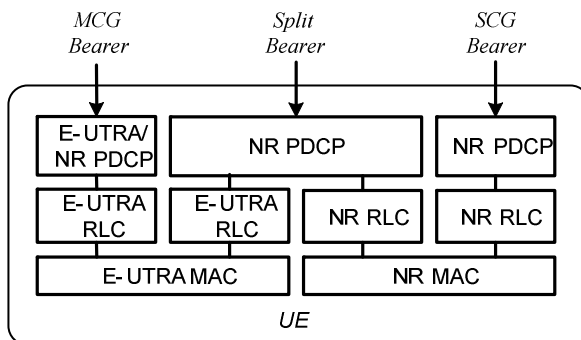 MCG
Bearer
Split
Bearer
SCG
Bearer
E-UTRA/
NR PDCP
NR PDCP
NR PDCP
E-UTRA
RLC
E-UTRA
RLC
NR RLC
NR RLC
E-UTRA MAC
NR MAC
UE